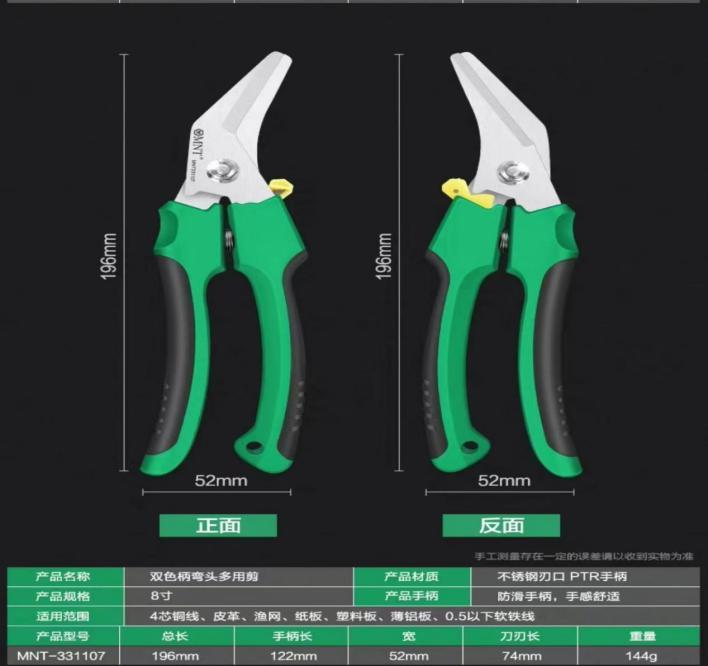 MNT
196mm
196mm
52mm
52mm
正面
反面
手工测量存在一定的误差请以收到实物为准
产品名称 双色柄弯头多用剪 产品材质 不锈钢刃口 PTR手柄
产品规格 8寸 产品手柄 防滑手柄，手感舒适
适用范围 4芯铜线、皮革、渔网、纸板、塑料板、薄铝板、0.5以下软铁线
产品型号 总长 手柄长 宽 刀刃长 重量
MNT-331107 196mm 122mm 52mm 74mm 144g